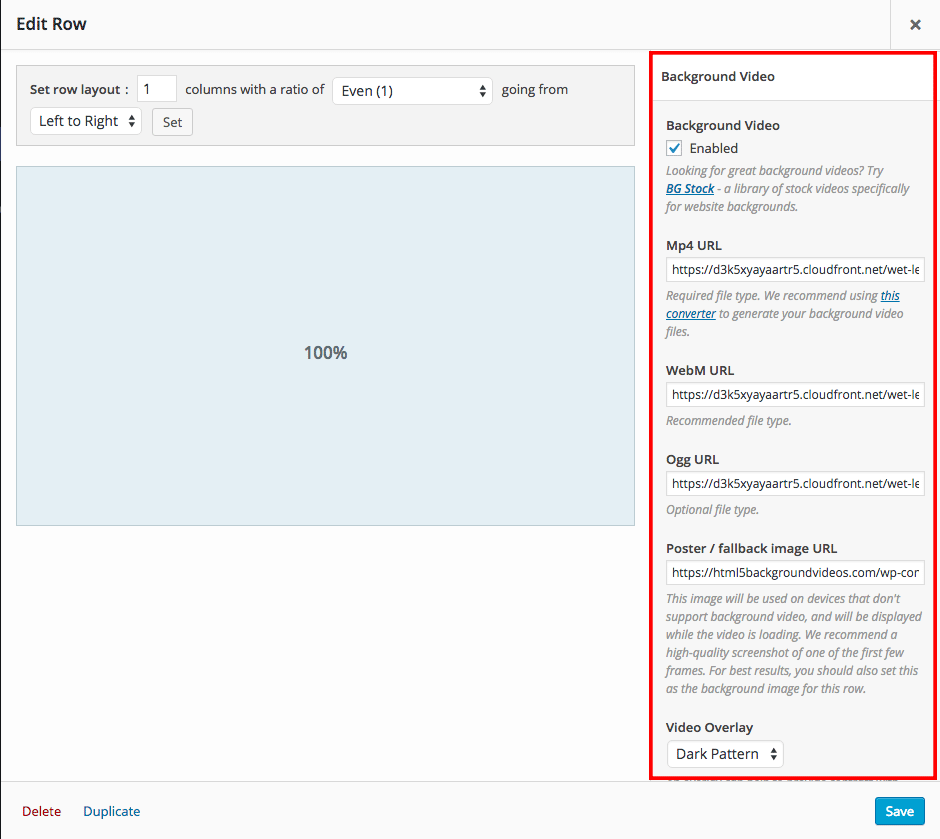 Edit Row
×
Set row layout : 1 columns with a ratio of Even (1) going from
Left to Right Set
100%
Background Video
Background Video
Enabled
Looking for great background videos? Try
BG Stock - a library of stock videos specifically
for website backgrounds.
Mp4 URL
https://d3k5xyayaartr5.cloudfront.net/wet-le
Required file type. We recommend using this
converter to generate your background video
files.
WebM URL
https://d3k5xyayaartr5.cloudfront.net/wet-le
Recommended file type.
Ogg URL
https://d3k5xyayaartr5.cloudfront.net/wet-le
Optional file type.
Poster / fallback image URL
https://html5backgroundvideos.com/wp-con
This image will be used on devices that don't
support background video, and will be displayed
while the video is loading. We recommend a
high-quality screenshot of one of the first few
frames. For best results, you should also set this
as the background image for this row.
Video Overlay
Dark Pattern
Delete Duplicate Save